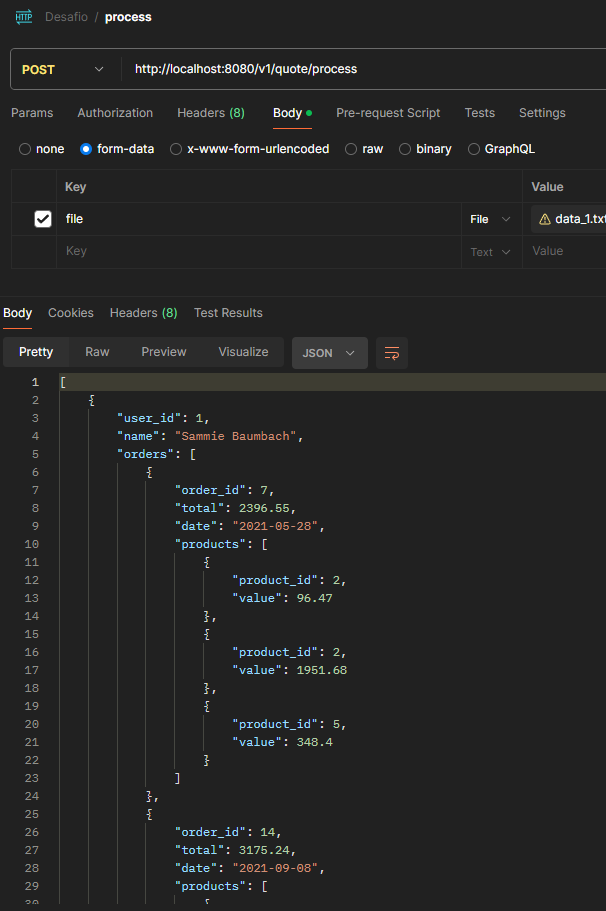 HTTP Desafio / process
POST http://localhost:8080/v1/quote/process
Params Authorization Headers (8) Body Pre-request Script Tests Settings
none form-data x-www-form-urlencoded raw binary GraphQL
Key Value
file File data_1.txt
Key Text Value
Body Cookies Headers (8) Test Results
Pretty Raw Preview Visualize JSON
1 [
2 {
3 "user_id": 1,
4 "name": "Sammie Baumbach",
5 "orders": [
6 {
7 "order_id": 7,
8 "total": 2396.55,
9 "date": "2021-05-28",
10 "products": [
11 {
12 "product_id": 2,
13 "value": 96.47
14 },
15 {
16 "product_id": 2,
17 "value": 1951.68
18 },
19 {
20 "product_id": 5,
21 "value": 348.4
22 }
23 ]
24 },
25 {
26 "order_id": 14,
27 "total": 3175.24,
28 "date": "2021-09-08",
29 "products": [
30 {